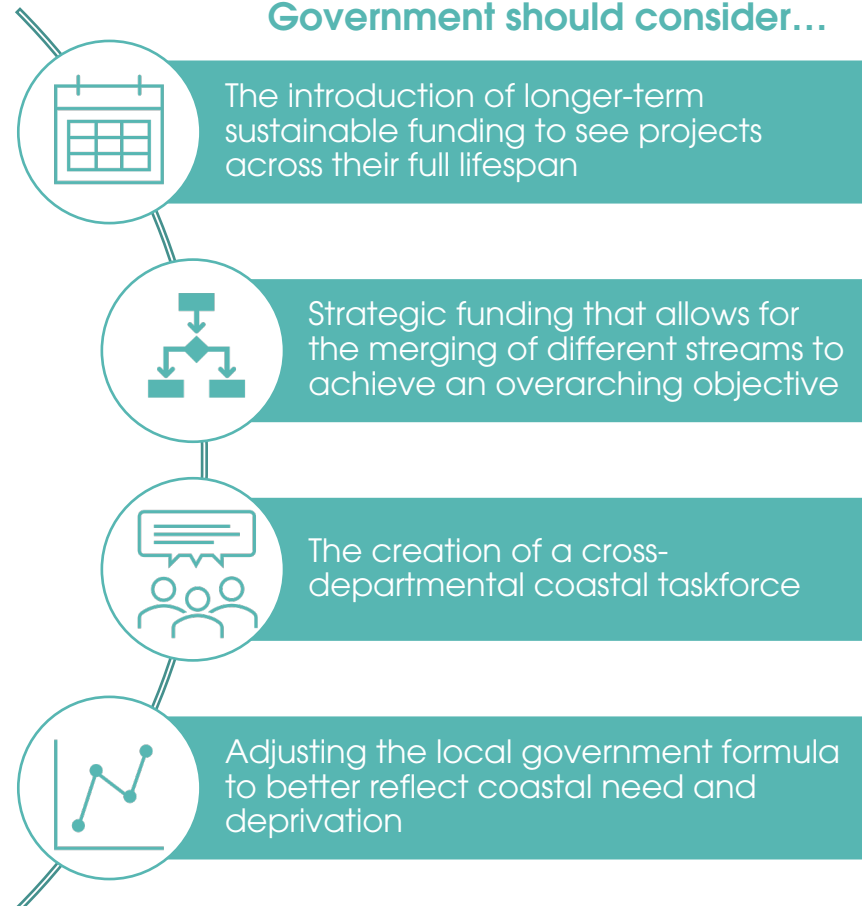 Government should consider…
The introduction of longer-term
sustainable funding to see projects
across their full lifespan
Strategic funding that allows for
the merging of different streams to
achieve an overarching objective
The creation of a cross-
departmental coastal taskforce
Adjusting the local government formula
to better reflect coastal need and
deprivation